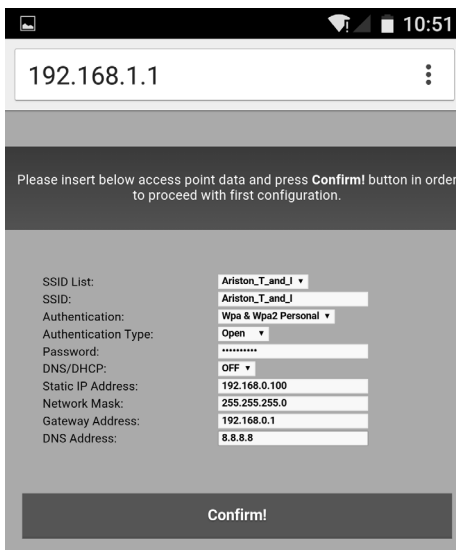 10:51
192.168.1.1
Please insert below access point data and press Confirm! button in order
to proceed with first configuration.
SSID List: Ariston_T_and_I
SSID: Ariston_T_and_I
Authentication: Wpa & Wpa2 Personal
Authentication Type: Open
Password: ••••••••••
DNS/DHCP: OFF
Static IP Address: 192.168.0.100
Network Mask: 255.255.255.0
Gateway Address: 192.168.0.1
DNS Address: 8.8.8.8
Confirm!